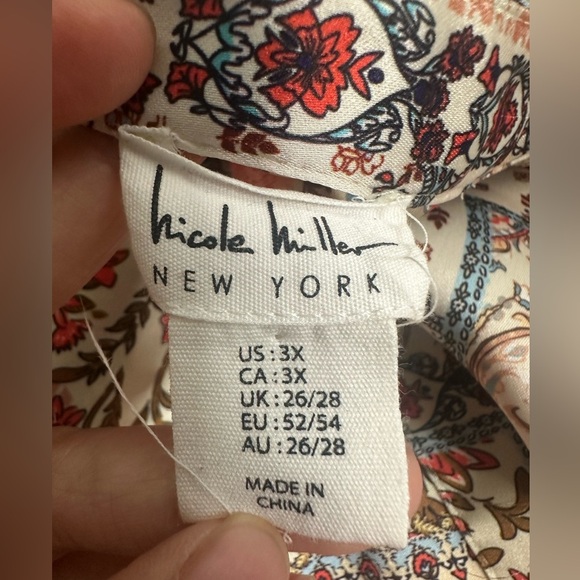 nicole miller
NEW YORK
US : 3X
CA : 3X
UK : 26/28
EU : 52/54
AU : 26/28
MADE IN
CHINA